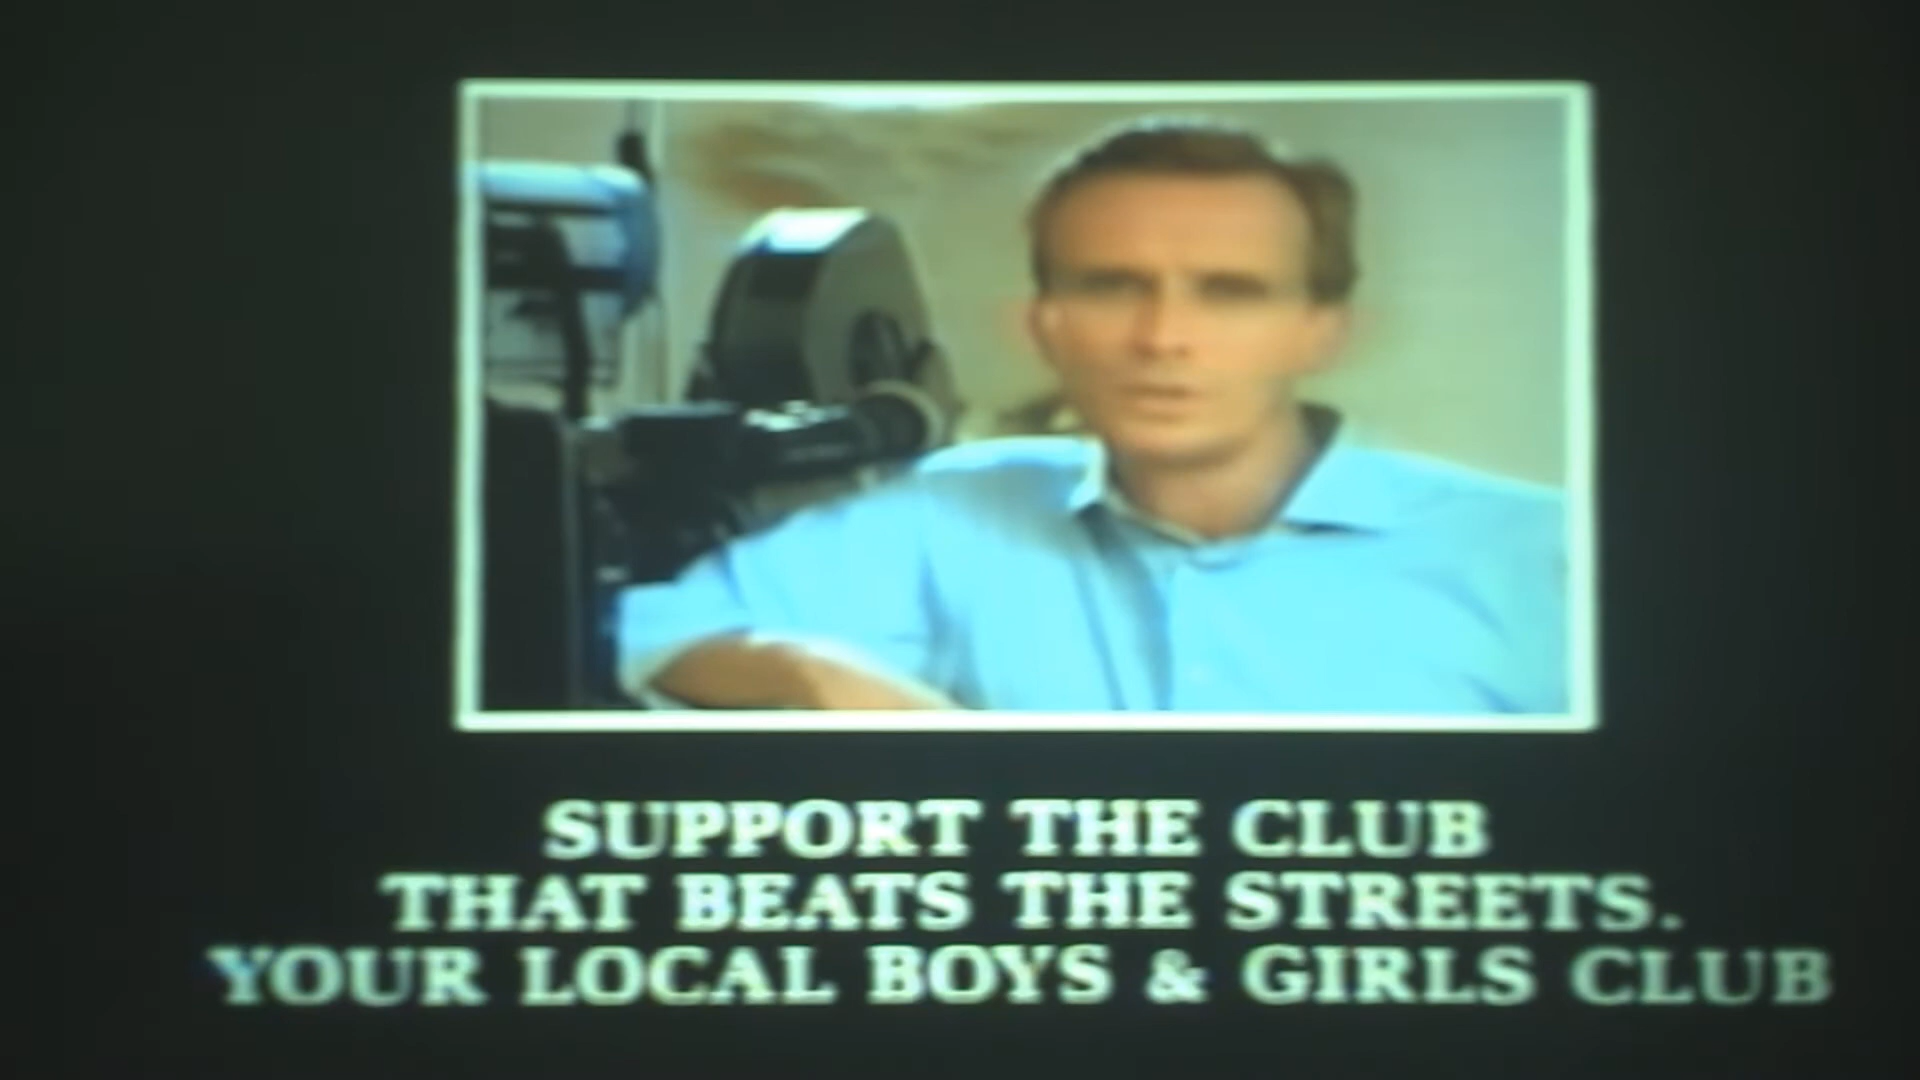 SUPPORT THE CLUB
THAT BEATS THE STREETS.
YOUR LOCAL BOYS & GIRLS CLUB